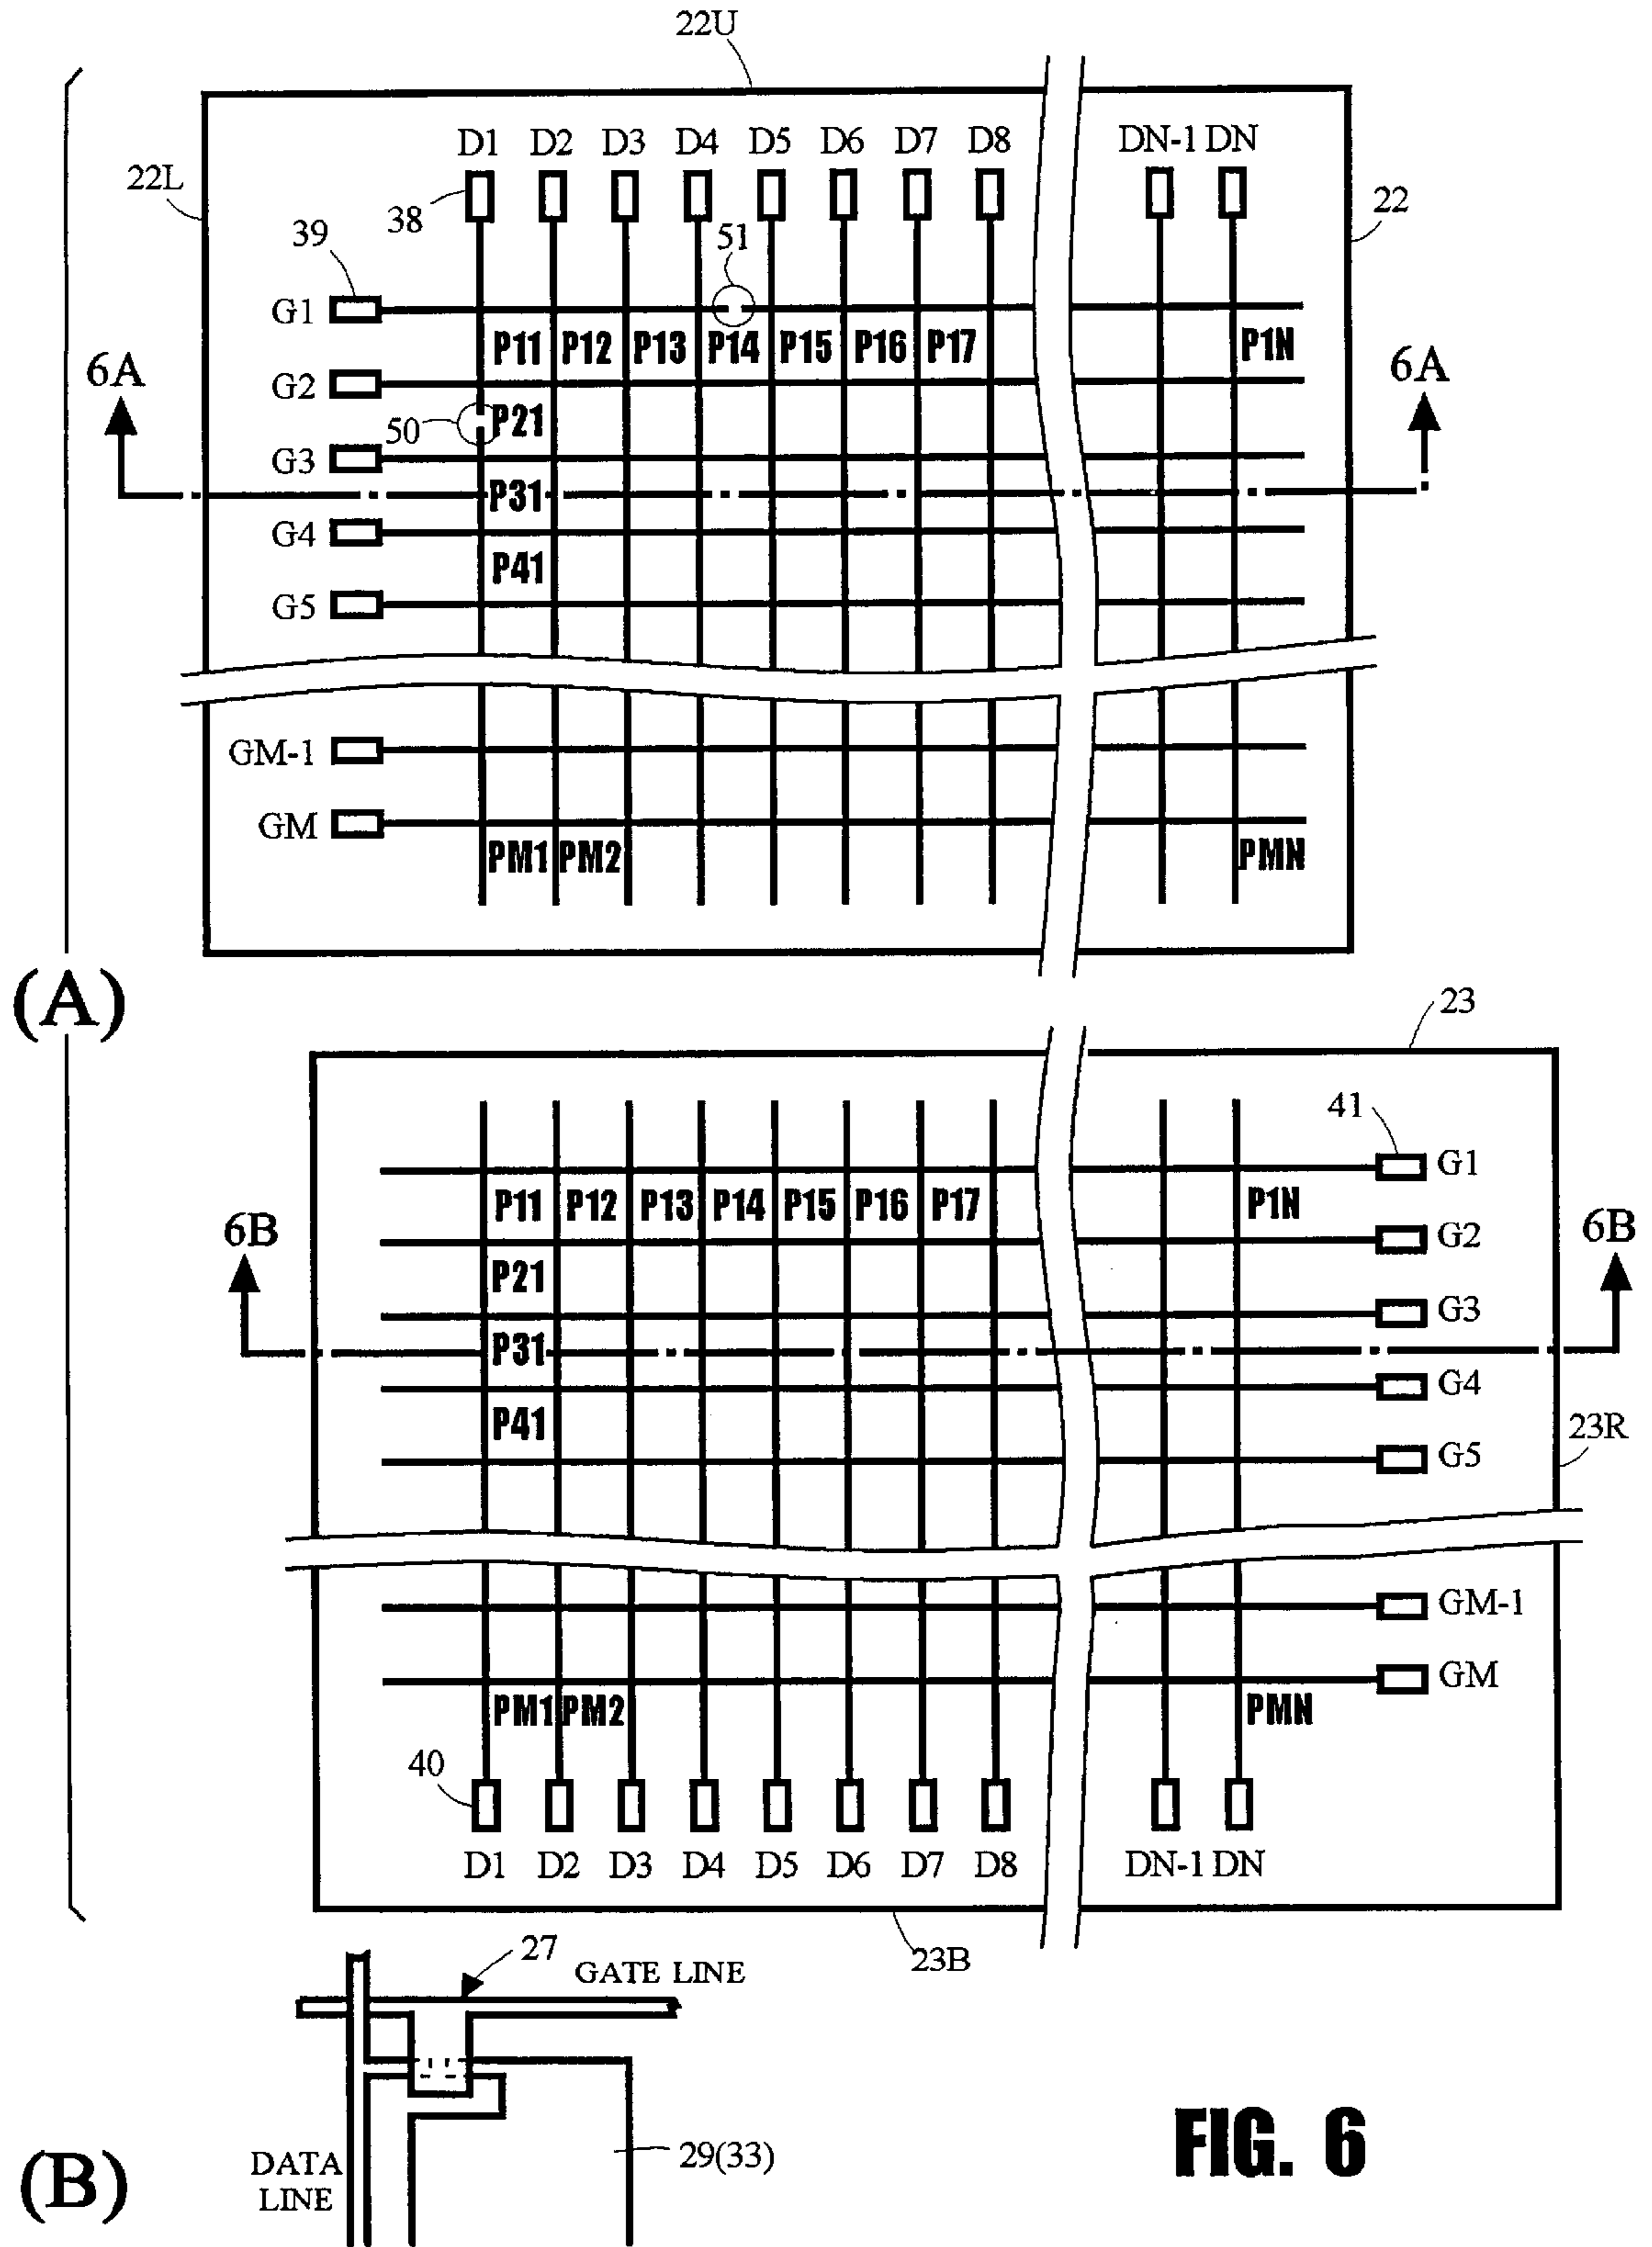 22U
D1 D2 D3 D4 D5 D6 D7 D8 DN-1 DN
22L
38
22
39
51
G1
P11 P12 P13 P14 P15 P16 P17 P1N
6A
6A
G2
50
P21
G3
P31
G4
P41
G5
GM-1
GM
PM1 PM2 PMN
(A)
23
41
G1
P11 P12 P13 P14 P15 P16 P17 P1N
6B
6B
G2
P21
G3
P31
G4
P41
23R
G5
GM-1
GM
PM1 PM2 PMN
40
D1 D2 D3 D4 D5 D6 D7 D8 DN-1 DN
23B
27
GATE LINE
29(33)
DATA
LINE
(B)
FIG. 6